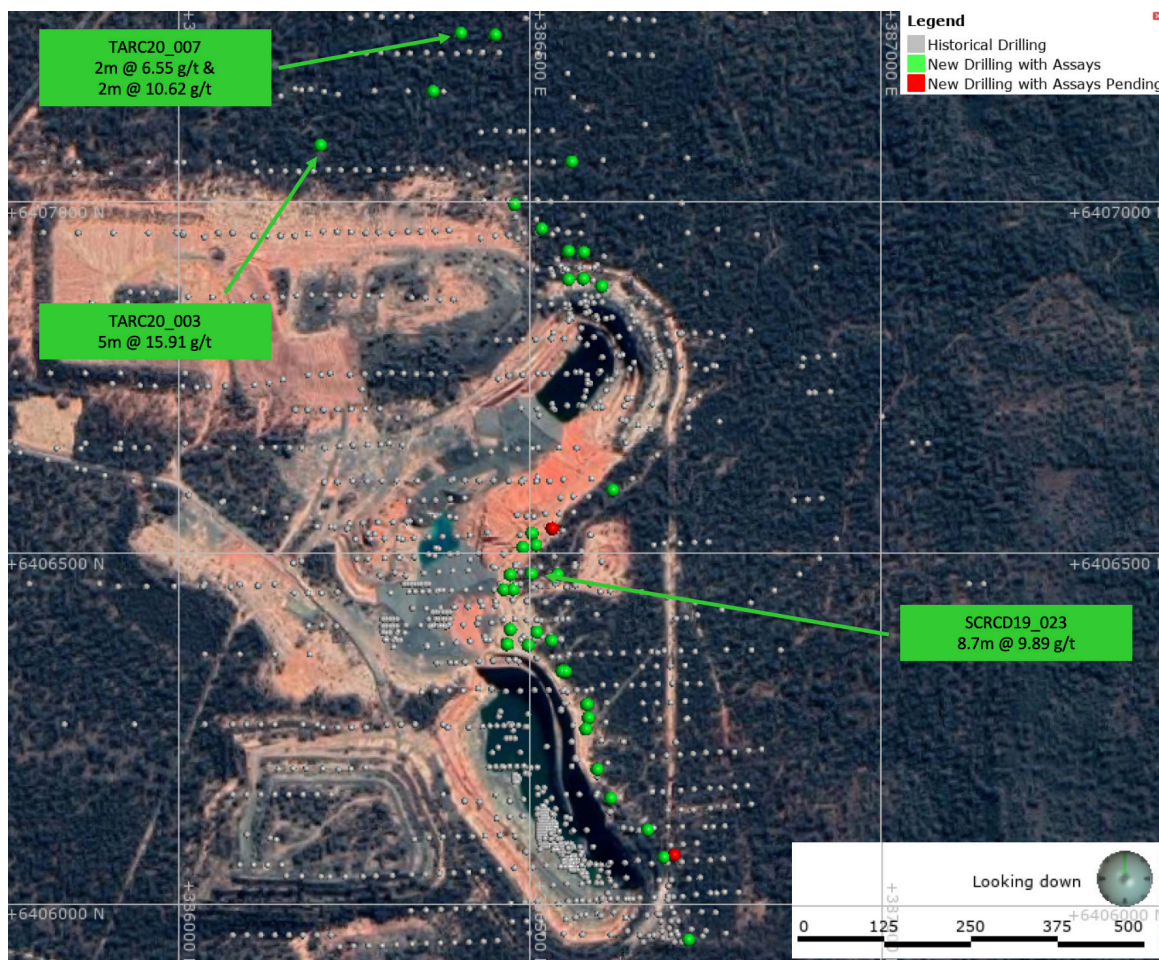 TARC20_007
2m @ 6.55 g/t &
2m @ 10.62 g/t
+387000 E
Legend
Historical Drilling
New Drilling with Assays
New Drilling with Assays Pending
+6407000 N
+6407000
TARC20_003
5m @ 15.91 g/t
+6406500 N
+6406500 N
SCRCD19_023
8.7m @ 9.89 g/t
Looking down
+6406000 N
+386000 E
+6406000 N
0 125 250 375 500